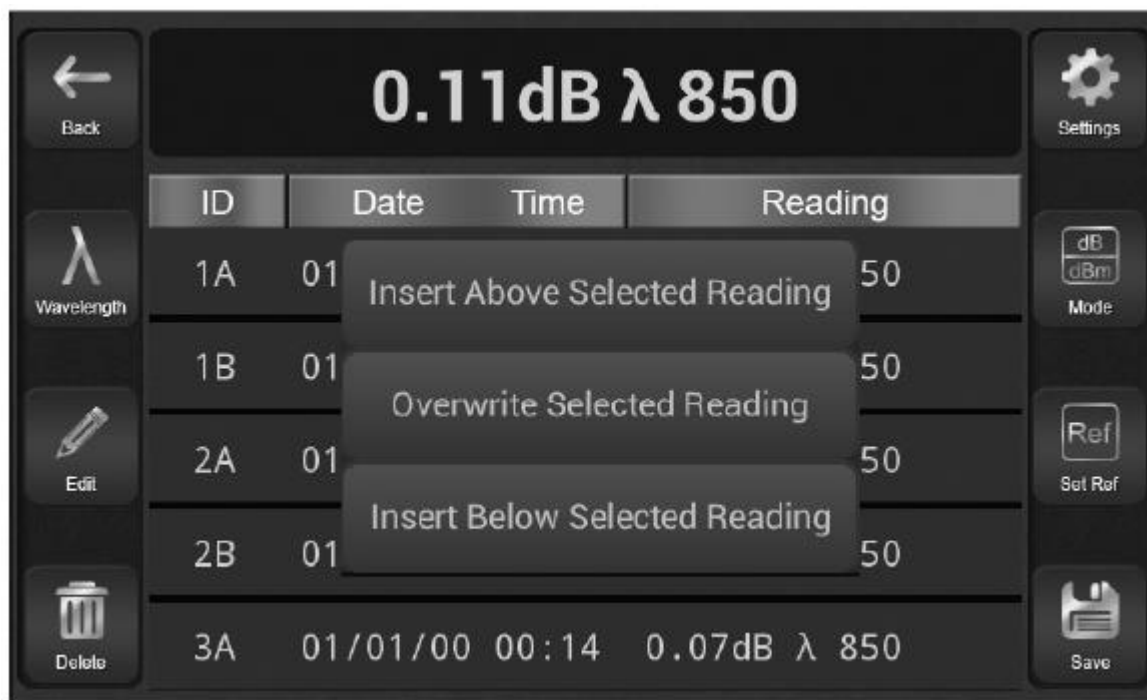 0.11dB λ 850
Back
Settings
ID Date Time Reading
1A 01 50
Insert Above Selected Reading
λ
Wavelength
dB
dBm
Mode
1B 01 50
Overwrite Selected Reading
2A 01 50
Edit
Ref
Set Ref
Insert Below Selected Reading
2B 01 50
3A 01/01/00 00:14 0.07dB λ 850
Delete
Save